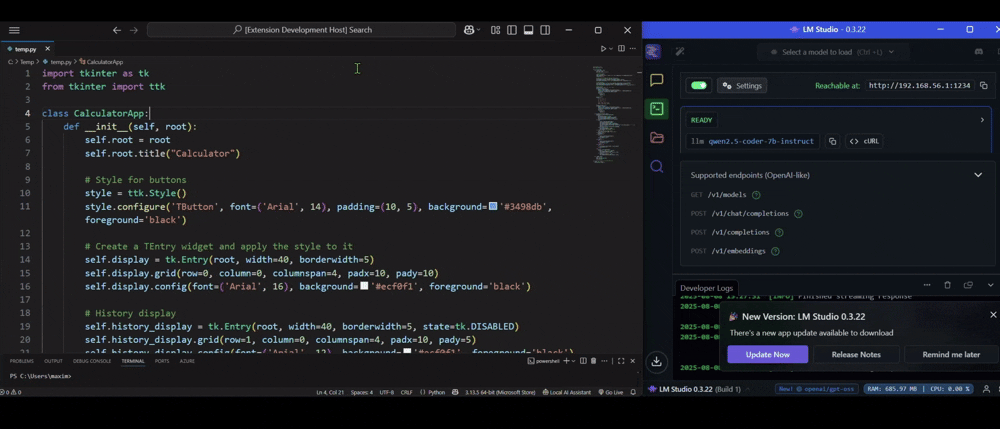 [Extension Development Host] Search
temp.py
C: > Temp > temp.py > CalculatorApp
1 import tkinter as tk
2 from tkinter import ttk
3
4 class CalculatorApp:
5 def __init__(self, root):
6 self.root = root
7 self.root.title("Calculator")
8
9 # Style for buttons
10 style = ttk.Style()
11 style.configure('TButton', font=('Arial', 14), padding=(10, 5), background='#3498db',
foreground='black')
12
13 # Create a TEntry widget and apply the style to it
14 self.display = tk.Entry(root, width=40, borderwidth=5)
15 self.display.grid(row=0, column=0, columnspan=4, padx=10, pady=10)
16 self.display.config(font=('Arial', 16), background='#ecf0f1', foreground='black')
17
18 # History display
19 self.history_display = tk.Entry(root, width=40, borderwidth=5, state=tk.DISABLED)
20 self.history_display.grid(row=1, column=0, columnspan=4, padx=10, pady=5)
21 self.history_display.config(font=('Arial', 12), background='#ecf0f1', foreground='black')
PROBLEMS OUTPUT DEBUG CONSOLE TERMINAL PORTS AZURE
powershell
PS C:\Users\maxim>
0 0
Ln 4, Col 21 Spaces: 4 UTF-8 CRLF Python 3.13.5 64-bit (Microsoft Store) Local AI Assistant Go Live
LM Studio - 0.3.22
Select a model to load (Ctrl + L)
Settings Reachable at: http://192.168.56.1:1234
READY
llm qwen2.5-coder-7b-instruct cURL
Supported endpoints (OpenAI-like)
GET /v1/models
POST /v1/chat/completions
POST /v1/completions
POST /v1/embeddings
Developer Logs
[INFO] Finished streaming response
New Version: LM Studio 0.3.22
There's a new app update available to download
Update Now Release Notes Remind me later
LM Studio 0.3.22 (Build 1) New! openai/gpt-oss RAM: 685.97 MB | CPU: 0.00 %